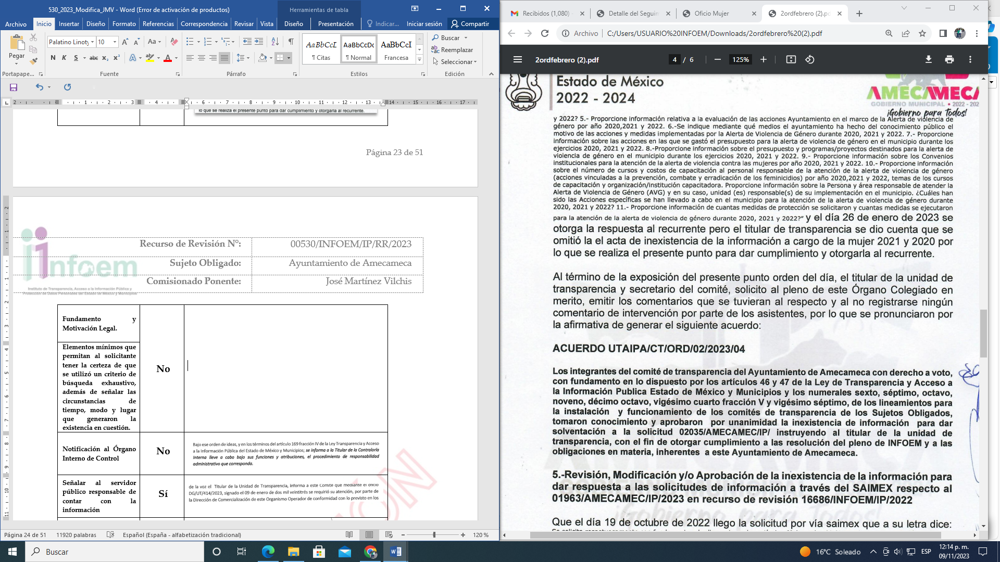 530_2023_Modifica_JMV - Word (Error de activación de productos)
Herramientas de tabla
Archivo
Inicio
Insertar
Diseño
Formato
Referencias
Correspondencia
Revisar
Vista
Diseño
Presentación
Indicar...
Iniciar sesión
Compartir
Pegar
Palatino Linoty
10
N K S abc x₂ x²
AaBbCcL
¶ Citas
AaBbCcDc
¶ Normal
AaBbCcI
Francesa
Buscar
Reemplazar
Seleccionar
Portapape...
Fuente
Párrafo
Estilos
Edición
lo que se realiza el presente punto para dar cumplimiento y otorgarla al recurrente.
Página 23 de 51
infoem
Instituto de Transparencia, Acceso a la Información Pública y
Protección de Datos Personales del Estado de México y Municipios
Recurso de Revisión N°: 00530/INFOEM/IP/RR/2023
Sujeto Obligado: Ayuntamiento de Amecameca
Comisionado Ponente: José Martínez Vilchis
Fundamento y
Motivación Legal.
Elementos mínimos que
permitan al solicitante
tener la certeza de que
se utilizó un criterio de
búsqueda exhaustivo,
además de señalar las
circunstancias de
tiempo, modo y lugar
que generaron la
existencia en cuestión.
No
Notificación al Órgano
Interno de Control
No
Bajo ese orden de ideas, y en los términos del artículo 169 fracción IV de la Ley Transparencia y Acceso
a la Información Pública del Estado de México y Municipios; se informa a la Titular de la Contraloría
Interna lleve a cabo bajo sus funciones y atribuciones, el procedimiento de responsabilidad
administrativo que corresponda.
Señalar al servidor
público responsable de
contar con la
información
Sí
de la voz el Titular de la Unidad de Transparencia, informa a este Comité que mediante el oficio
DG/UT/414/2023, signado el 09 de enero de dos mil veintitrés se requirió su atención, por parte de
la Dirección de Comercialización de este Organismo Operador de conformidad con lo previsto en los
Página 24 de 51
11920 palabras
Español (España - alfabetización tradicional)
120 %
Recibidos (1,080)
Detalle del Seguim
Oficio Mujer
2ordfebrero (2).pd
Archivo
C:/Users/USUARIO%20INFOEM/Downloads/2ordfebrero%20(2).pdf
2ordfebrero (2).pdf
4 / 6
125%
Estado de México
2022 - 2024
AMECAMECA
GOBIERNO MUNICIPAL • 2022 - 202
¡Gobierno para Todos!
y 2022? 5.- Proporcione información relativa a la evaluación de las acciones Ayuntamiento en el marco de la Alerta de violencia de
género por año 2020,2021 y 2022. 6.-Se indique mediante qué medios el ayuntamiento ha hecho del conocimiento público el
motivo de las acciones y medidas implementadas por la Alerta de Violencia de Género durante 2020, 2021 y 2022. 7.- Proporcione
información sobre las acciones en las que se gastó el presupuesto para la alerta de violencia de género en el municipio durante los
ejercicios 2020, 2021 y 2022. 8.-Proporcione información sobre el presupuesto y programas/proyectos destinados para la alerta de
violencia de género en el municipio durante los ejercicios 2020, 2021 y 2022. 9.- Proporcione información sobre los Convenios
institucionales para la atención de la alerta de violencia contra las mujeres por año 2020, 2021 y 2022. 10.- Proporcione información
sobre el número de cursos y costos de capacitación al personal responsable de la atención de la alerta de violencia de género
(acciones vinculadas a la prevención, combate y erradicación de los feminicidios) por año 2020,2021 y 2022, temas de los cursos
de capacitación y organización/institución capacitadora. Proporcione información sobre la Persona y área responsable de atender la
Alerta de Violencia de Género (AVG) y en su caso, unidad (es) responsable(s) de su implementación en el municipio. ¿Cuáles han
sido las Acciones específicas se han llevado a cabo en el municipio para la atención de la alerta de violencia de género durante
2020, 2021 y 2022? 11.- Proporcione información de cuantas medidas de protección se solicitaron y cuantas medidas se ejecutaron
para la atención de la alerta de violencia de género durante 2020, 2021 y 2022?" y el día 26 de enero de 2023 se
otorga la respuesta al recurrente pero el titular de transparencia se dio cuenta que se
omitió la el acta de inexistencia de la información a cargo de la mujer 2021 y 2020 por
lo que se realiza el presente punto para dar cumplimiento y otorgarla al recurrente.
Al término de la exposición del presente punto orden del día, el titular de la unidad de
transparencia y secretario del comité, solicito al pleno de este Órgano Colegiado en
merito, emitir los comentarios que se tuvieran al respecto y al no registrarse ningún
comentario de intervención por parte de los asistentes, por lo que se pronunciaron por
la afirmativa de generar el siguiente acuerdo:
ACUERDO UTAIPA/CT/ORD/02/2023/04
Los integrantes del comité de transparencia del Ayuntamiento de Amecameca con derecho a voto,
con fundamento en lo dispuesto por los artículos 46 y 47 de la Ley de Transparencia y Acceso a
la Información Publica Estado de México y Municipios y los numerales sexto, séptimo, octavo,
noveno, décimo octavo, vigésimo cuarto fracción V y vigésimo séptimo, de los lineamientos para
la instalación y funcionamiento de los comités de transparencia de los Sujetos Obligados,
tomaron conocimiento y aprobaron por unanimidad la inexistencia de información para dar
solventación a la solicitud 02035/AMECAMEC/IP/ instruyendo al titular de la unidad de
transparencia, con el fin de otorgar cumplimiento a las resolución del pleno de INFOEM y a las
obligaciones en materia, inherentes a este Ayuntamiento de Amecameca.
5.-Revisión, Modificación y/o Aprobación de la inexistencia de la información para
dar respuesta a las solicitudes de información a través del SAIMEX respecto al
01963/AMECAMEC/IP/2023 en recurso de revisión 16686/INFOEM/IP/2022
Que el día 19 de octubre de 2022 llego la solicitud por vía saimex que a su letra dice:
Buscar
16°C Soleado
ESP
12:14 p. m.
09/11/2023